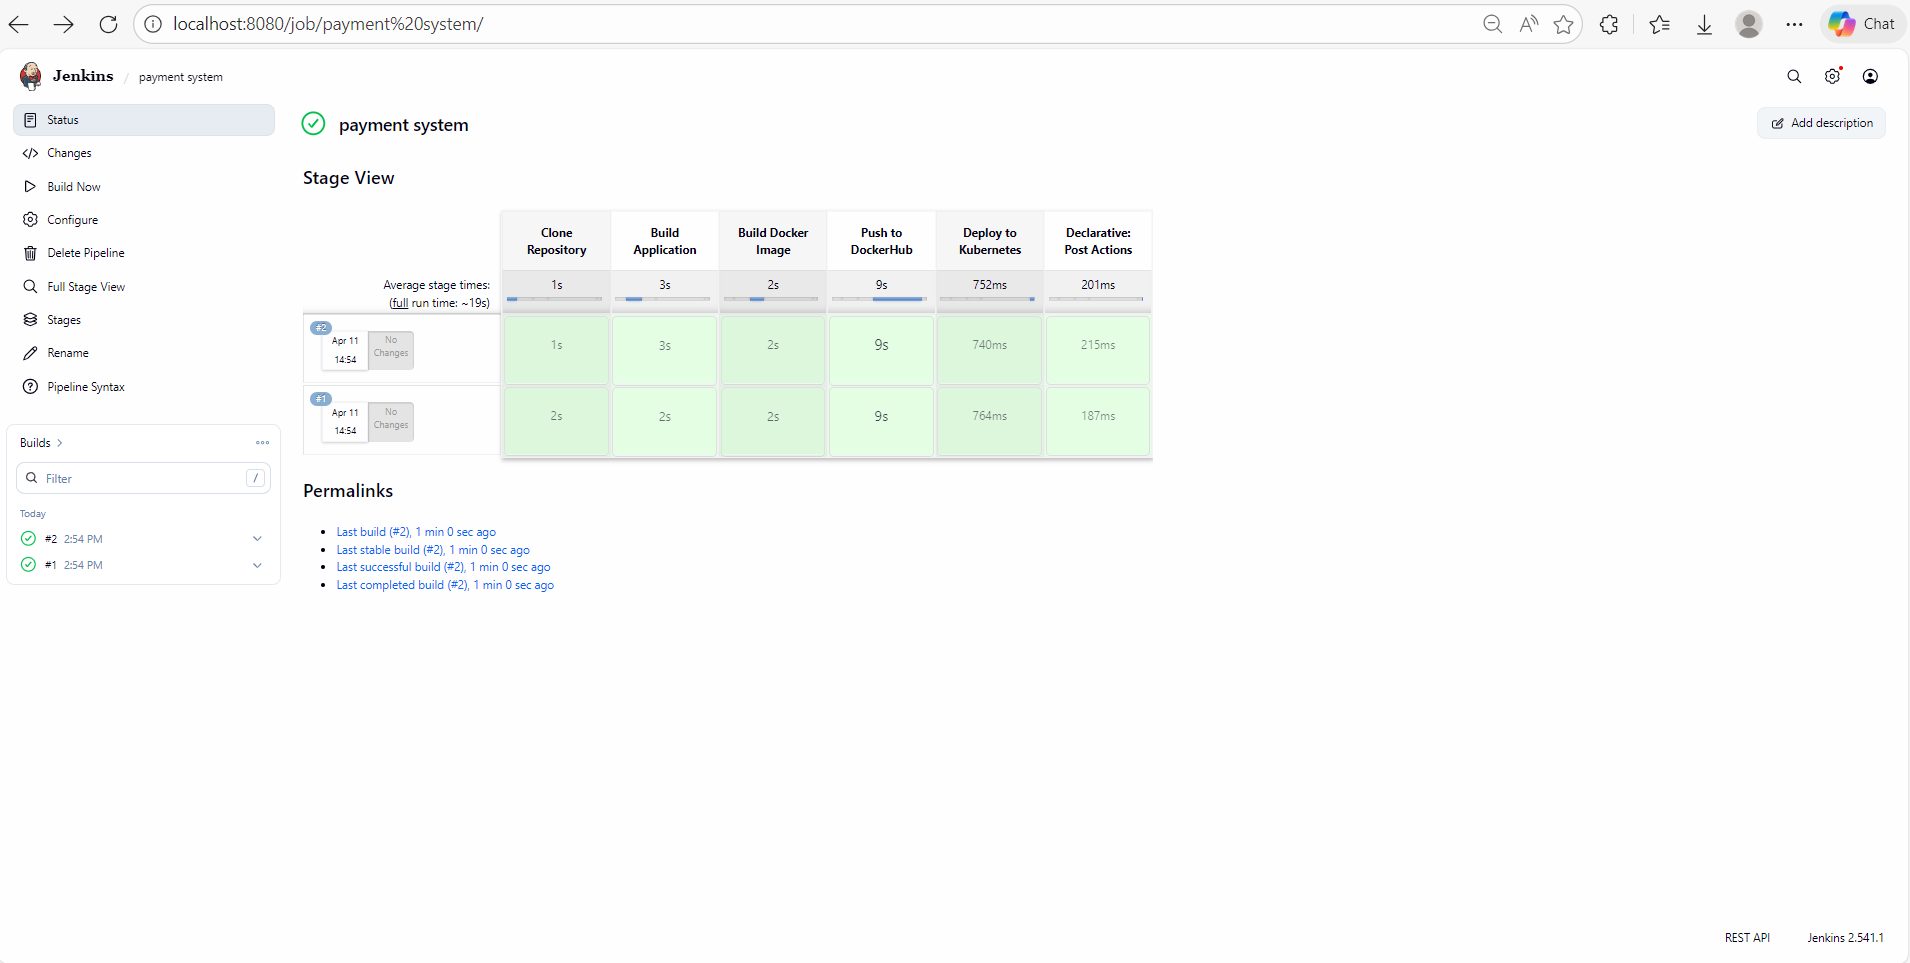 localhost:8080/job/payment%20system/
Chat
Jenkins / payment system
Status
Changes
Build Now
Configure
Delete Pipeline
Full Stage View
Stages
Rename
Pipeline Syntax
Builds
Filter /
Today
#2 2:54 PM
#1 2:54 PM
payment system
Add description
Stage View
Clone Repository
Build Application
Build Docker Image
Push to DockerHub
Deploy to Kubernetes
Declarative: Post Actions
Average stage times:
(full run time: ~19s)
1s 3s 2s 9s 752ms 201ms
#2
Apr 11
14:54
No
Changes
1s 3s 2s 9s 740ms 215ms
#1
Apr 11
14:54
No
Changes
2s 2s 2s 9s 764ms 187ms
Permalinks
Last build (#2), 1 min 0 sec ago
Last stable build (#2), 1 min 0 sec ago
Last successful build (#2), 1 min 0 sec ago
Last completed build (#2), 1 min 0 sec ago
REST API
Jenkins 2.541.1